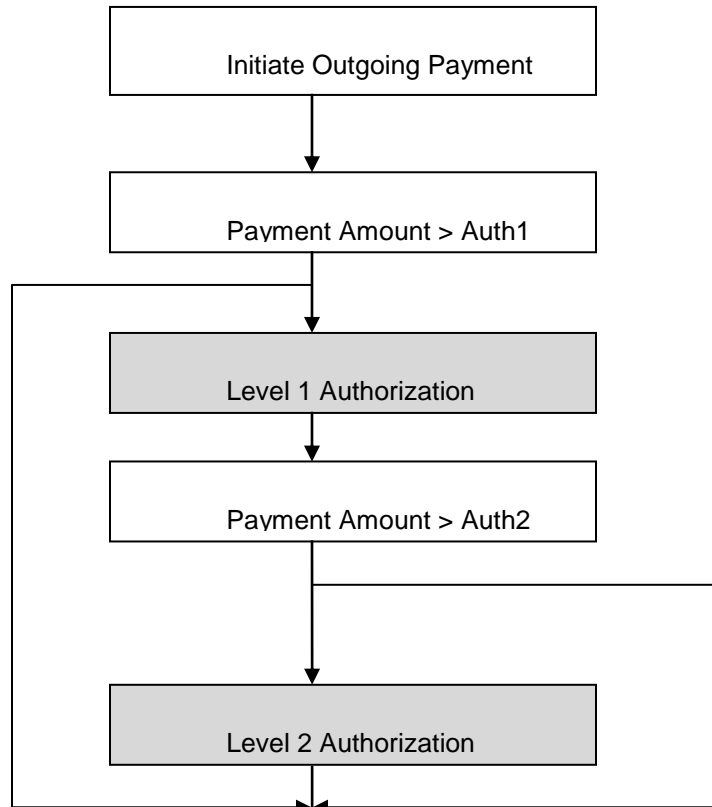 Initiate Outgoing Payment
Payment Amount > Auth1
Level 1 Authorization
Payment Amount > Auth2
Level 2 Authorization